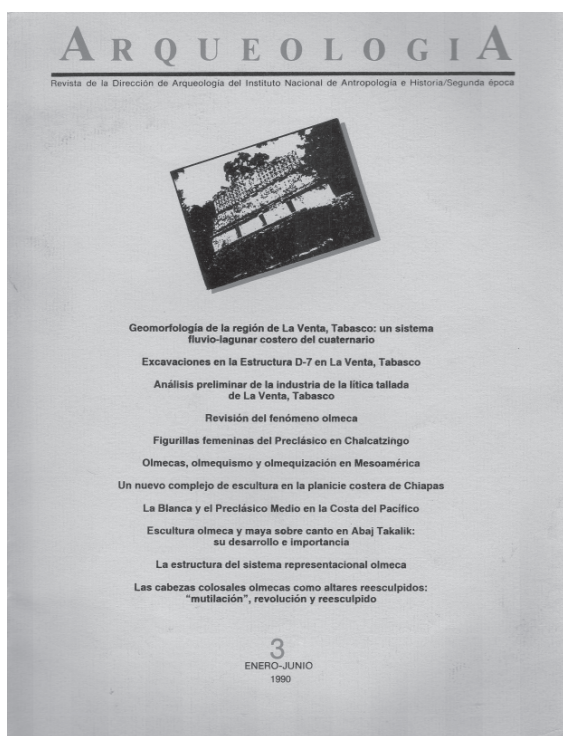 ARQUEOLOGIA
Revista de la Dirección de Arqueología del Instituto Nacional de Antropología e Historia/Segunda época
Geomorfología de la región de La Venta, Tabasco: un sistema
fluvio-lagunar costero del cuaternario
Excavaciones en la Estructura D-7 en La Venta, Tabasco
Análisis preliminar de la industria de la lítica tallada
de La Venta, Tabasco
Revisión del fenómeno olmeca
Figurillas femeninas del Preclásico en Chalcatzingo
Olmecas, olmequismo y olmequización en Mesoamérica
Un nuevo complejo de escultura en la planicie costera de Chiapas
La Blanca y el Preclásico Medio en la Costa del Pacífico
Escultura olmeca y maya sobre canto en Abaj Takalik:
su desarrollo e importancia
La estructura del sistema representacional olmeca
Las cabezas colosales olmecas como altares reesculpidos:
“mutilación”, revolución y reesculpido
3
ENERO-JUNIO
1990